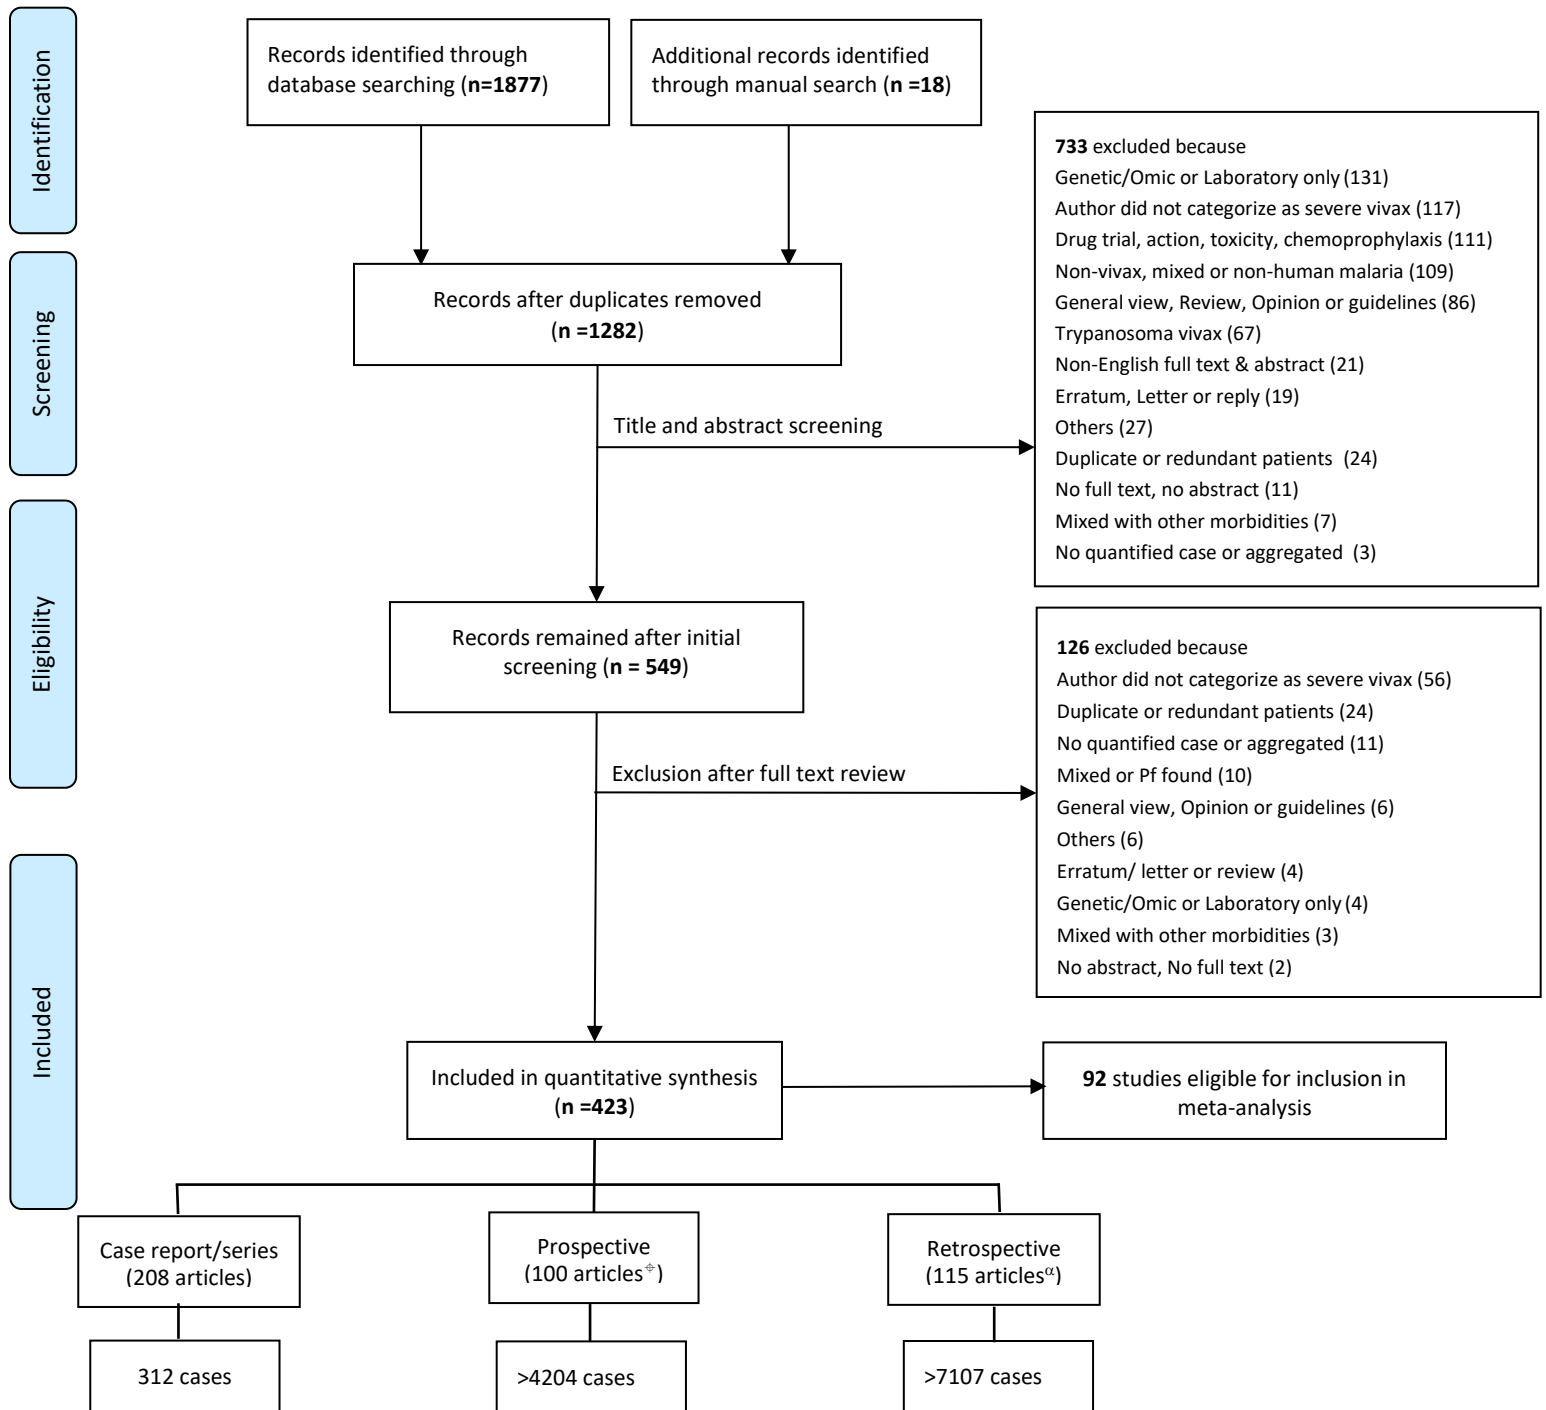 Identification
Records identified through
database searching (n=1877)
Additional records identified
through manual search (n =18)
733 excluded because
Genetic/Omic or Laboratory only (131)
Author did not categorize as severe vivax (117)
Drug trial, action, toxicity, chemoprophylaxis (111)
Non-vivax, mixed or non-human malaria (109)
General view, Review, Opinion or guidelines (86)
Trypanosoma vivax (67)
Non-English full text & abstract (21)
Erratum, Letter or reply (19)
Others (27)
Duplicate or redundant patients (24)
No full text, no abstract (11)
Mixed with other morbidities (7)
No quantified case or aggregated (3)
Screening
Records after duplicates removed
(n =1282)
Title and abstract screening
Eligibility
Records remained after initial
screening (n = 549)
126 excluded because
Author did not categorize as severe vivax (56)
Duplicate or redundant patients (24)
No quantified case or aggregated (11)
Mixed or Pf found (10)
General view, Opinion or guidelines (6)
Others (6)
Erratum/ letter or review (4)
Genetic/Omic or Laboratory only (4)
Mixed with other morbidities (3)
No abstract, No full text (2)
Exclusion after full text review
Included
Included in quantitative synthesis
(n =423)
92 studies eligible for inclusion in
meta-analysis
Case report/series
(208 articles)
Prospective
(100 articles⌖)
Retrospective
(115 articlesα)
312 cases
>4204 cases
>7107 cases